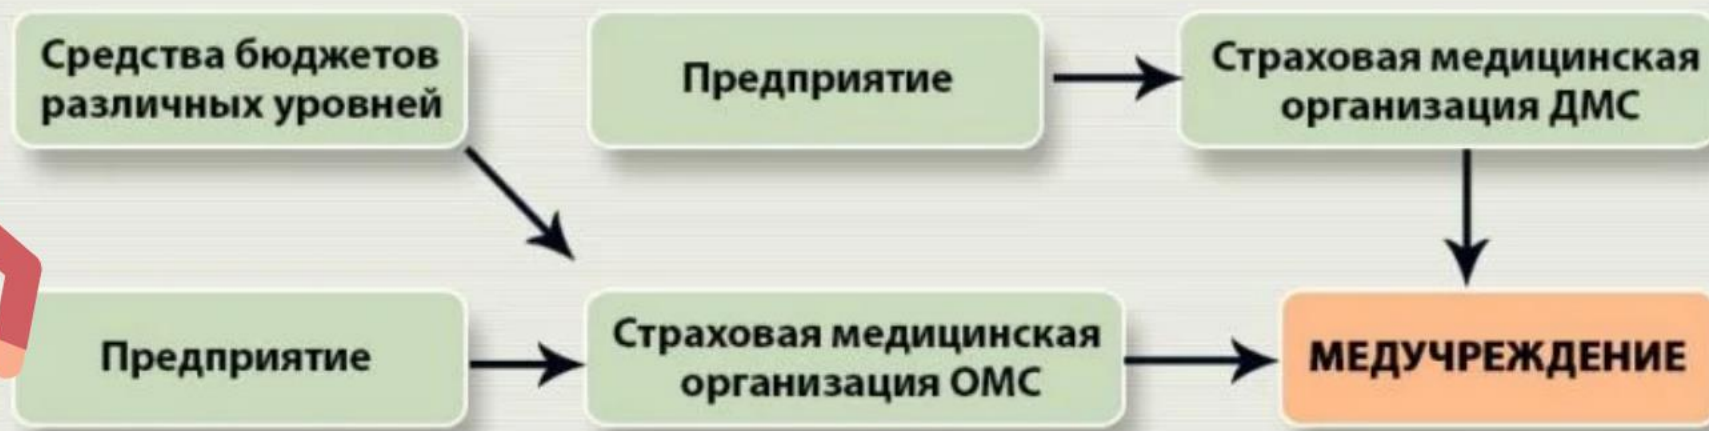 Средства бюджетов
различных уровней
Предприятие
Страховая медицинская
организация ДМС
Предприятие
Страховая медицинская
организация ОМС
МЕДУЧРЕЖДЕНИЕ